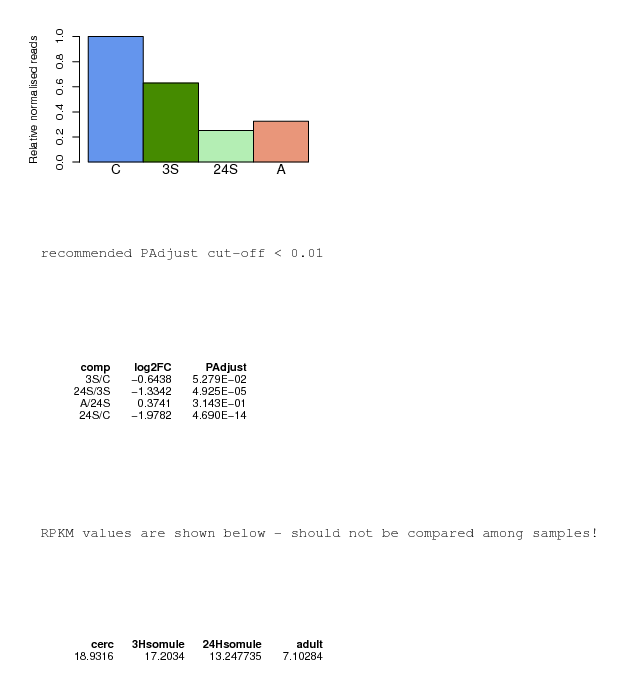 Relative normalised reads
1.0
0.8
0.6
0.4
0.2
0.0
C 3S 24S A
recommended PAdjust cut-off < 0.01
comp log2FC PAdjust
3S/C −0.6438 5.279E−02
24S/3S −1.3342 4.925E−05
A/24S 0.3741 3.143E−01
24S/C −1.9782 4.690E−14
RPKM values are shown below - should not be compared among samples!
cerc 3Hsomule 24Hsomule adult
18.9316 17.2034 13.247735 7.10284